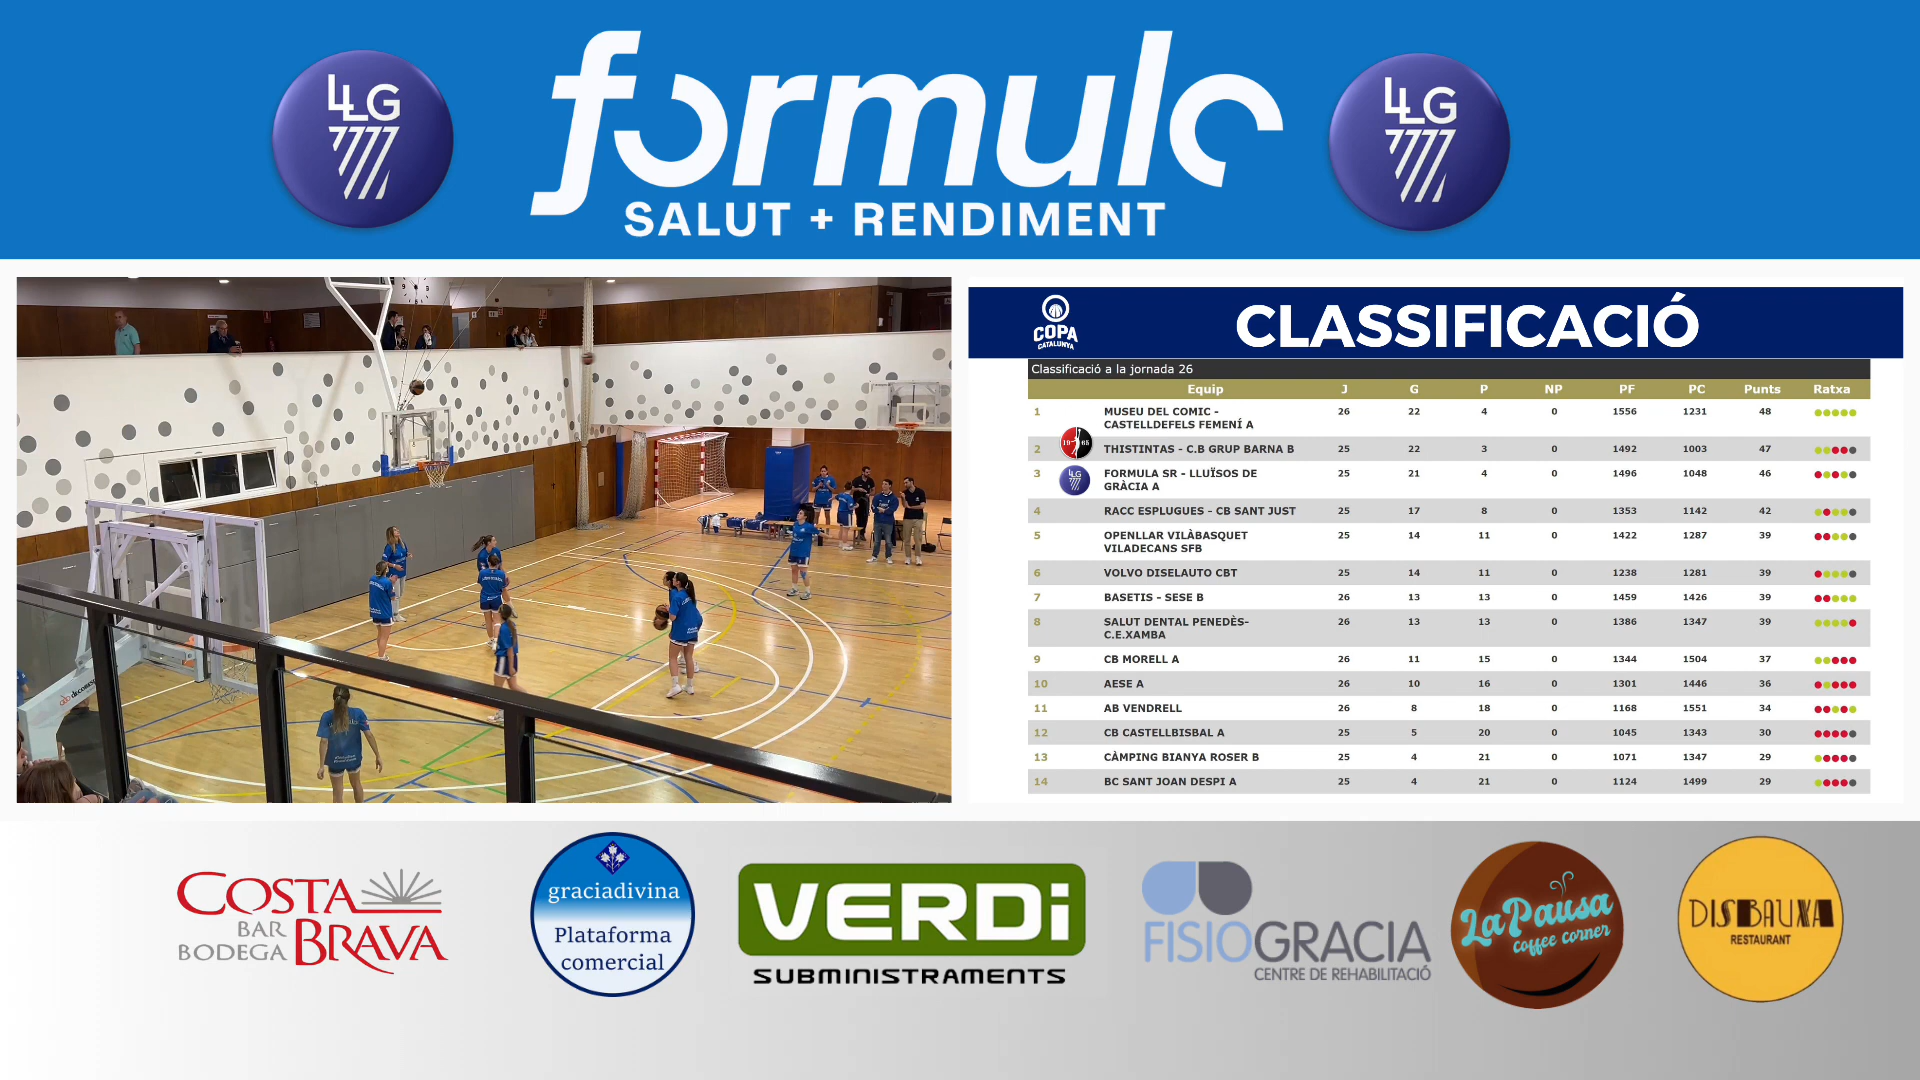 LLG
formula
SALUT + RENDIMENT
LLG
COPA
CATALUNYA
CLASSIFICACIÓ
Classificació a la jornada 26
Equip J G P NP PF PC Punts Ratxa
1 MUSEU DEL COMIC - 26 22 4 0 1556 1231 48
CASTELLDEFELS FEMENÍ A
2 THISTINTAS - C.B GRUP BARNA B 25 22 3 0 1492 1003 47
3 FORMULA SR - LLUÏSOS DE 25 21 4 0 1496 1048 46
GRÀCIA A
4 RACC ESPLUGUES - CB SANT JUST 25 17 8 0 1353 1142 42
5 OPENLLAR VILÀBASQUET 25 14 11 0 1422 1287 39
VILADECANS SFB
6 VOLVO DISELAUTO CBT 25 14 11 0 1238 1281 39
7 BASETIS - SESE B 26 13 13 0 1459 1426 39
8 SALUT DENTAL PENEDÈS- 26 13 13 0 1386 1347 39
C.E.XAMBA
9 CB MORELL A 26 11 15 0 1344 1504 37
10 AESE A 26 10 16 0 1301 1446 36
11 AB VENDRELL 26 8 18 0 1168 1551 34
12 CB CASTELLBISBAL A 25 5 20 0 1045 1343 30
13 CÀMPING BIANYA ROSER B 25 4 21 0 1071 1347 29
14 BC SANT JOAN DESPI A 25 4 21 0 1124 1499 29
COSTA
BAR
BODEGA BRAVA
graciadivina
Plataforma
comercial
VERDi
SUBMINISTRAMENTS
FISIOGRACIA
CENTRE DE REHABILITACIÓ
La Pausa
coffee corner
DISBAUXA
RESTAURANT